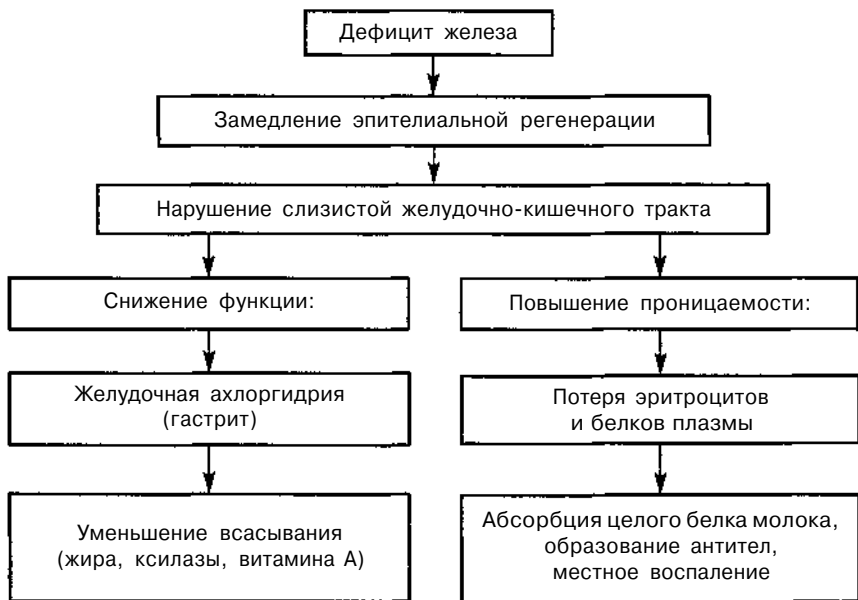 Дефицит железа
Замедление эпителиальной регенерации
Нарушение слизистой желудочно-кишечного тракта
Снижение функции:
Повышение проницаемости:
Желудочная ахлоргидрия
(гастрит)
Потеря эритроцитов
и белков плазмы
Уменьшение всасывания
(жира, ксилазы, витамина А)
Абсорбция целого белка молока,
образование антител,
местное воспаление